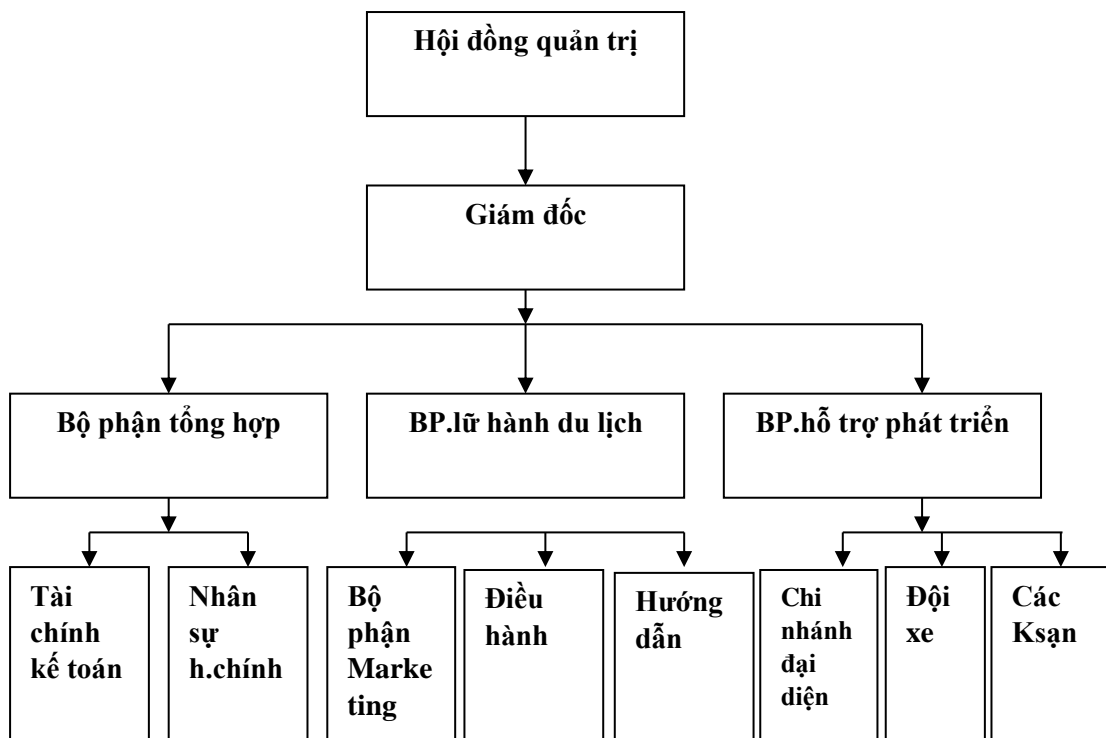 Hội đồng quản trị
Giám đốc
Bộ phận tổng hợp
BP.lữ hành du lịch
BP.hỗ trợ phát triển
Tài
chính
kế toán
Nhân
sự
h.chính
Bộ
phận
Marke
ting
Điều
hành
Hướng
dẫn
Chi
nhánh
đại
diện
Đội
xe
Các
Ksạn